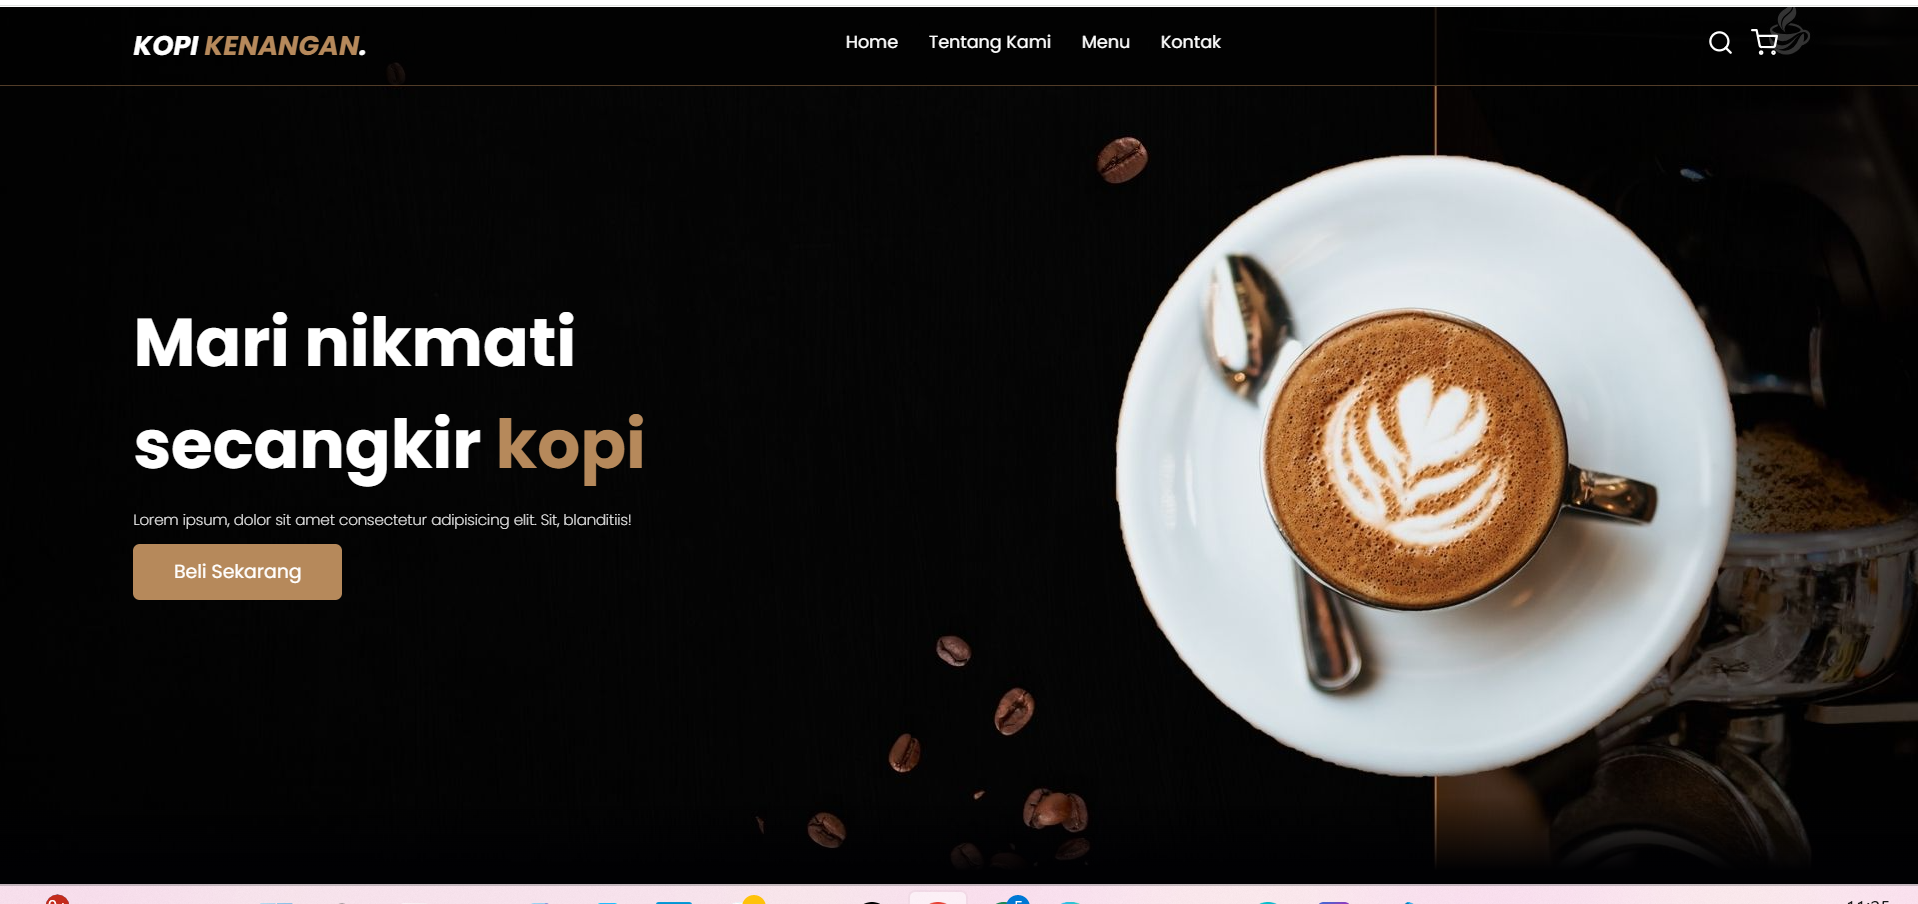 KOPI KENANGAN.
Home Tentang Kami Menu Kontak
Mari nikmati
secangkir kopi
Lorem ipsum, dolor sit amet consectetur adipisicing elit. Sit, blanditiis!
Beli Sekarang